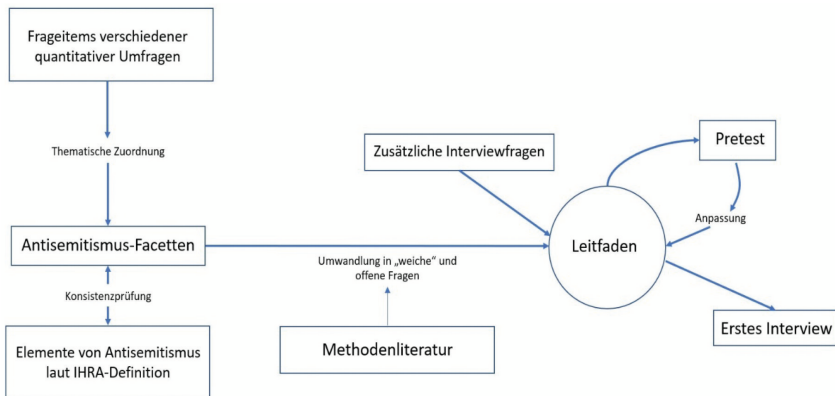 Frageitems verschiedener
quantitativer Umfragen
Thematische Zuordnung
Antisemitismus-Facetten
Konsistenzprüfung
Elemente von Antisemitismus
laut IHRA-Definition
Zusätzliche Interviewfragen
Umwandlung in „weiche“ und
offene Fragen
Methodenliteratur
Leitfaden
Pretest
Anpassung
Erstes Interview